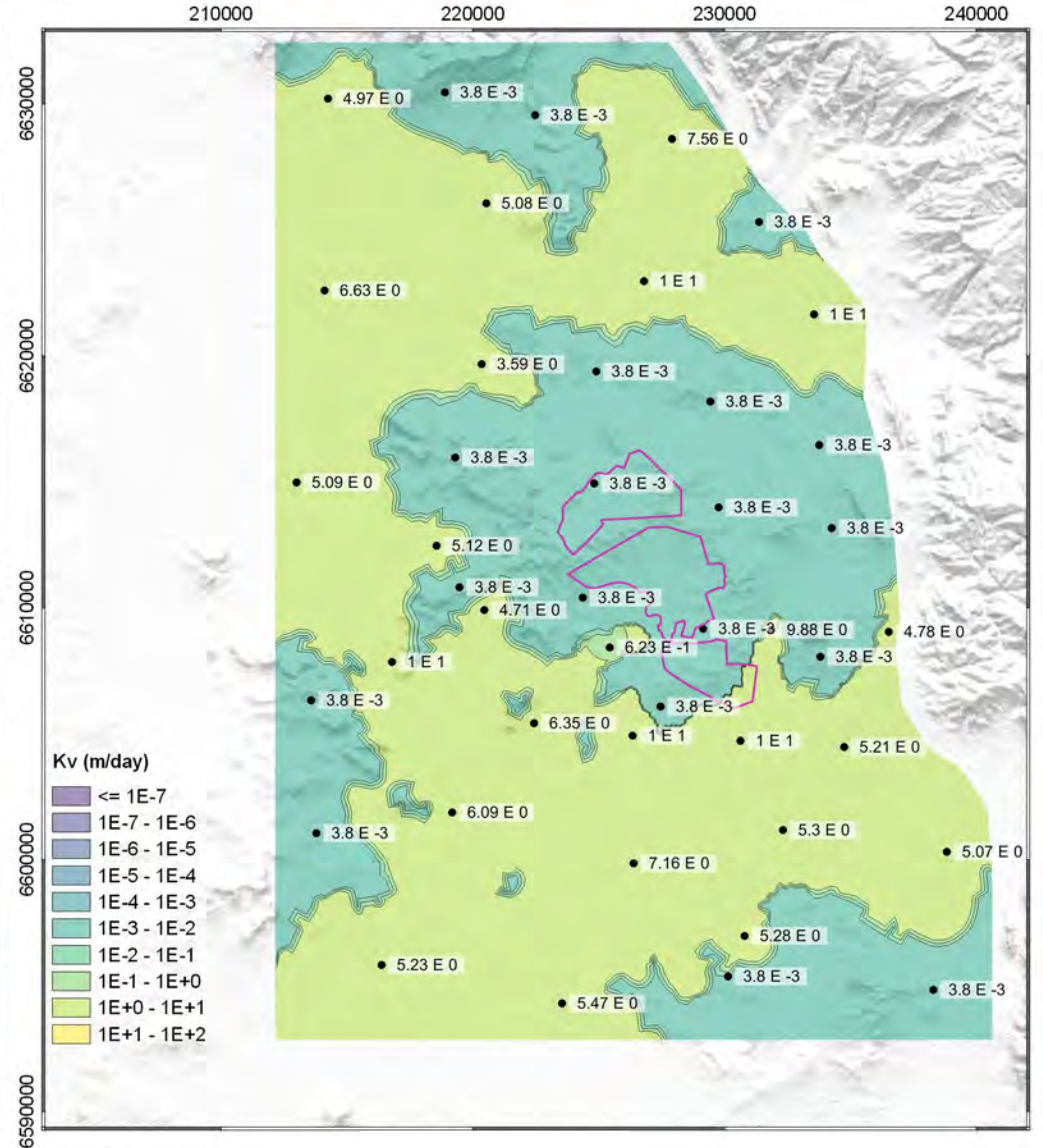 210000 220000 230000 240000
6630000
6620000
6610000
6600000
6590000
3.8 E -3
4.97 E 0
3.8 E -3
7.56 E 0
5.08 E 0
3.8 E -3
1 E 1
6.63 E 0
1 E 1
3.59 E 0
3.8 E -3
3.8 E -3
3.8 E -3
3.8 E -3
5.09 E 0
3.8 E -3
3.8 E -3
3.8 E -3
5.12 E 0
3.8 E -3
3.8 E -3
4.71 E 0
3.8 E -3
9.88 E 0
4.78 E 0
6.23 E -1
3.8 E -3
1 E 1
3.8 E -3
3.8 E -3
6.35 E 0
1 E 1
1 E 1
5.21 E 0
6.09 E 0
3.8 E -3
5.3 E 0
5.07 E 0
7.16 E 0
5.28 E 0
5.23 E 0
3.8 E -3
3.8 E -3
5.47 E 0
Kv (m/day)
<= 1E-7
1E-7 - 1E-6
1E-6 - 1E-5
1E-5 - 1E-4
1E-4 - 1E-3
1E-3 - 1E-2
1E-2 - 1E-1
1E-1 - 1E+0
1E+0 - 1E+1
1E+1 - 1E+2